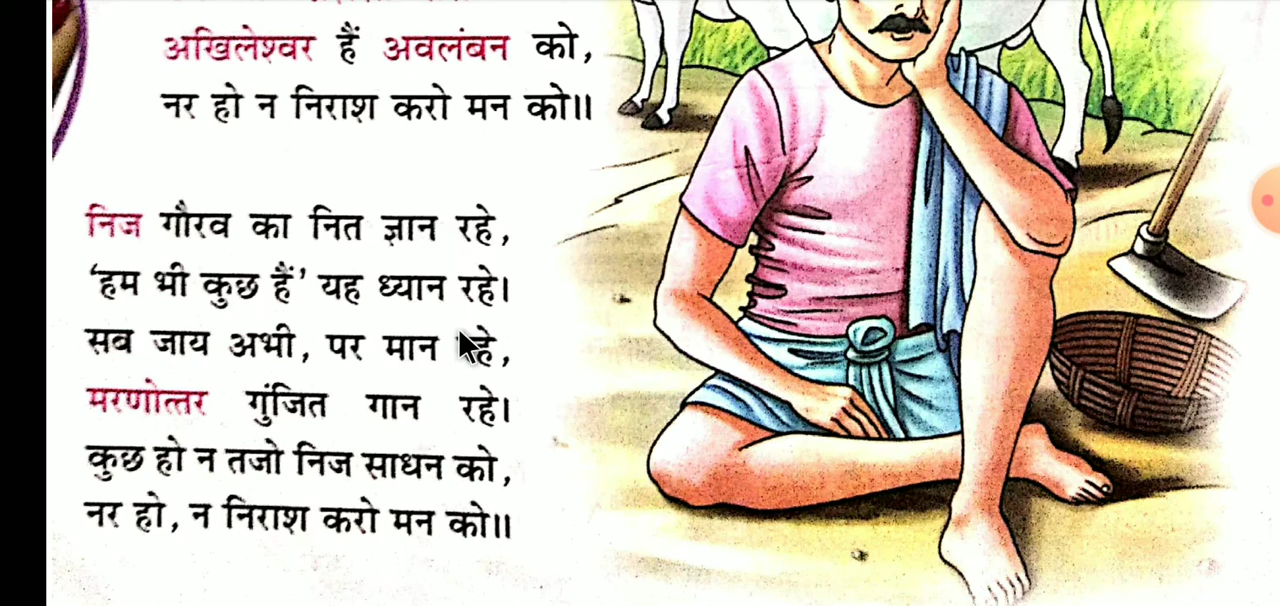 अखिलेश्वर हैं अवलंबन को,
नर हो न निराश करो मन को॥
निज गौरव का नित ज्ञान रहे,
‘हम भी कुछ हैं’ यह ध्यान रहे।
सब जाय अभी, पर मान रहे,
मरणोत्तर गुंजित गान रहे।
कुछ हो न तजो निज साधन को,
नर हो, न निराश करो मन को॥